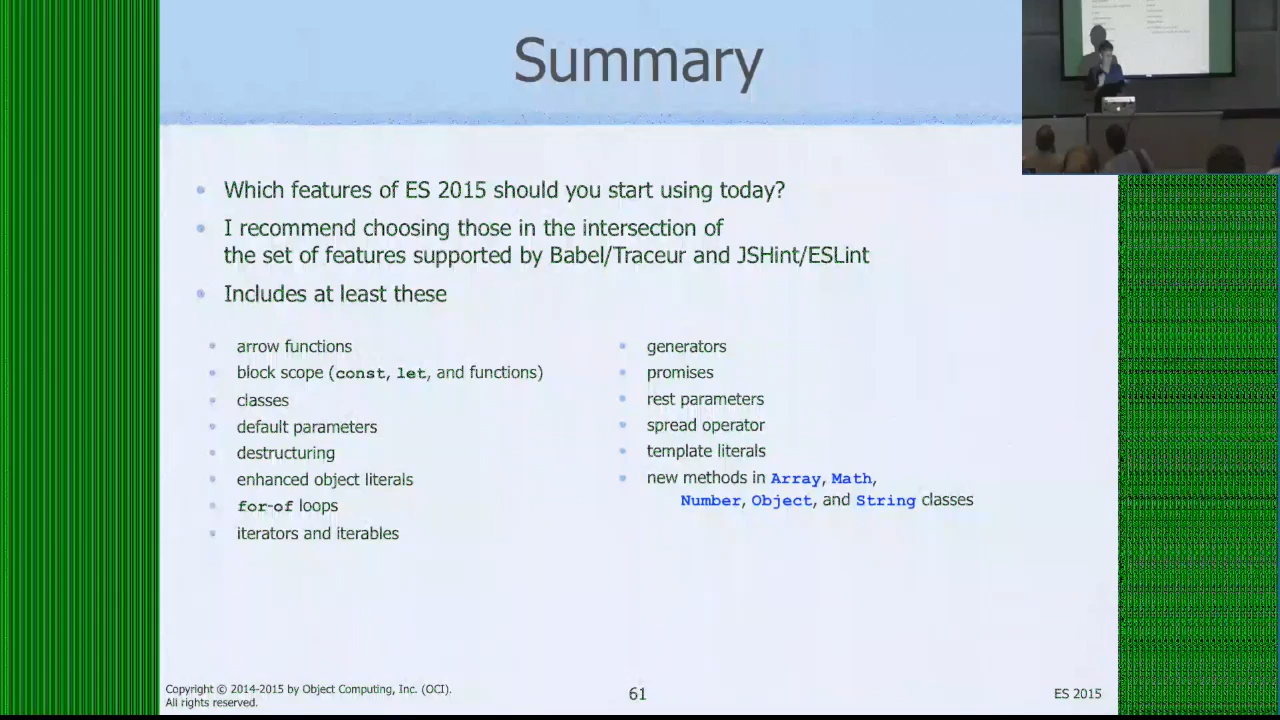 Summary
Which features of ES 2015 should you start using today?
I recommend choosing those in the intersection of
the set of features supported by Babel/Traceur and JSHint/ESLint
Includes at least these
arrow functions
block scope (const, let, and functions)
classes
default parameters
destructuring
enhanced object literals
for-of loops
iterators and iterables
generators
promises
rest parameters
spread operator
template literals
new methods in Array, Math,
Number, Object, and String classes
Copyright © 2014-2015 by Object Computing, Inc. (OCI).
All rights reserved.
61
ES 2015